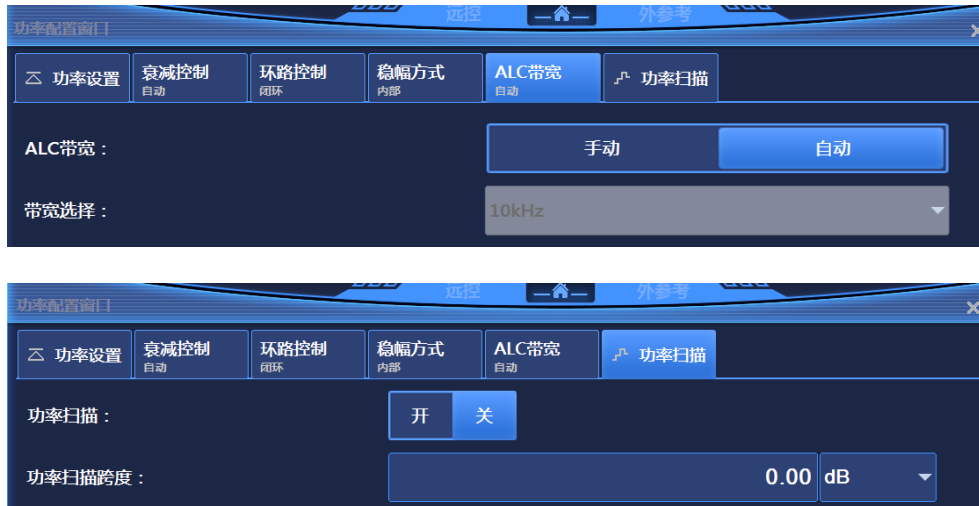 远控 外参考
功率配置窗口
功率设置 衰减控制 环路控制 稳幅方式 ALC带宽 功率扫描
自动 闭环 内部 自动
ALC带宽： 手动 自动
带宽选择： 10kHz
远控 外参考
功率配置窗口
功率设置 衰减控制 环路控制 稳幅方式 ALC带宽 功率扫描
自动 闭环 内部 自动
功率扫描： 开 关
功率扫描跨度： 0.00 dB